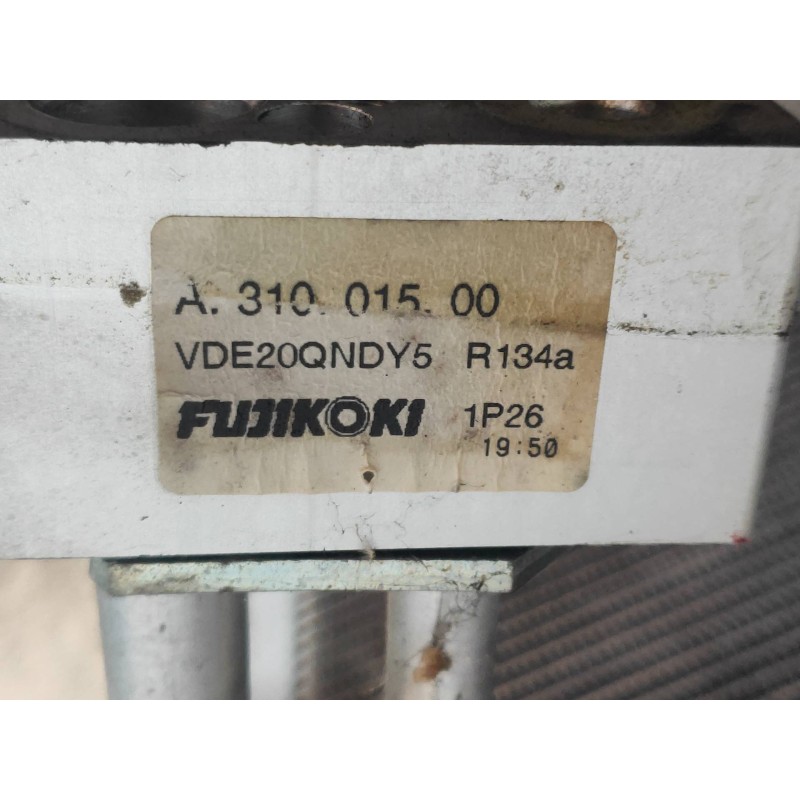 A. 310. 015. 00
VDE20QNDY5 R134a
FUJIKOKI 1P26
19:50